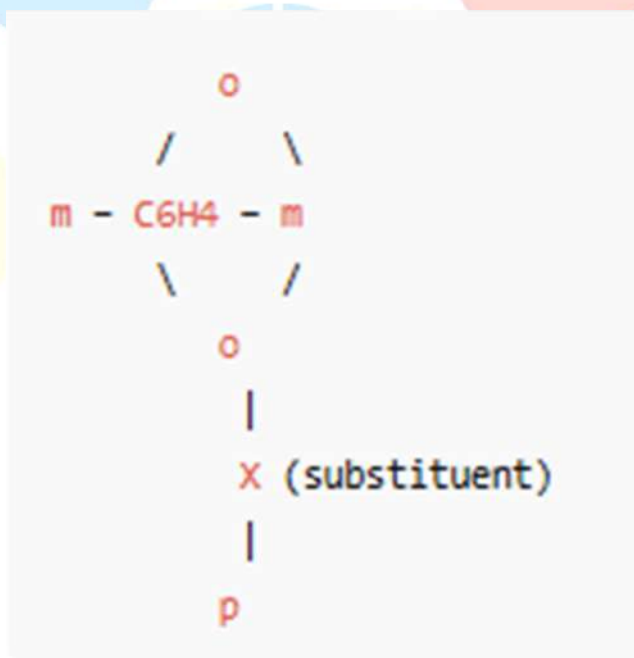 o
/ \
m - C6H4 - m
\ /
o
|
X (substituent)
|
p